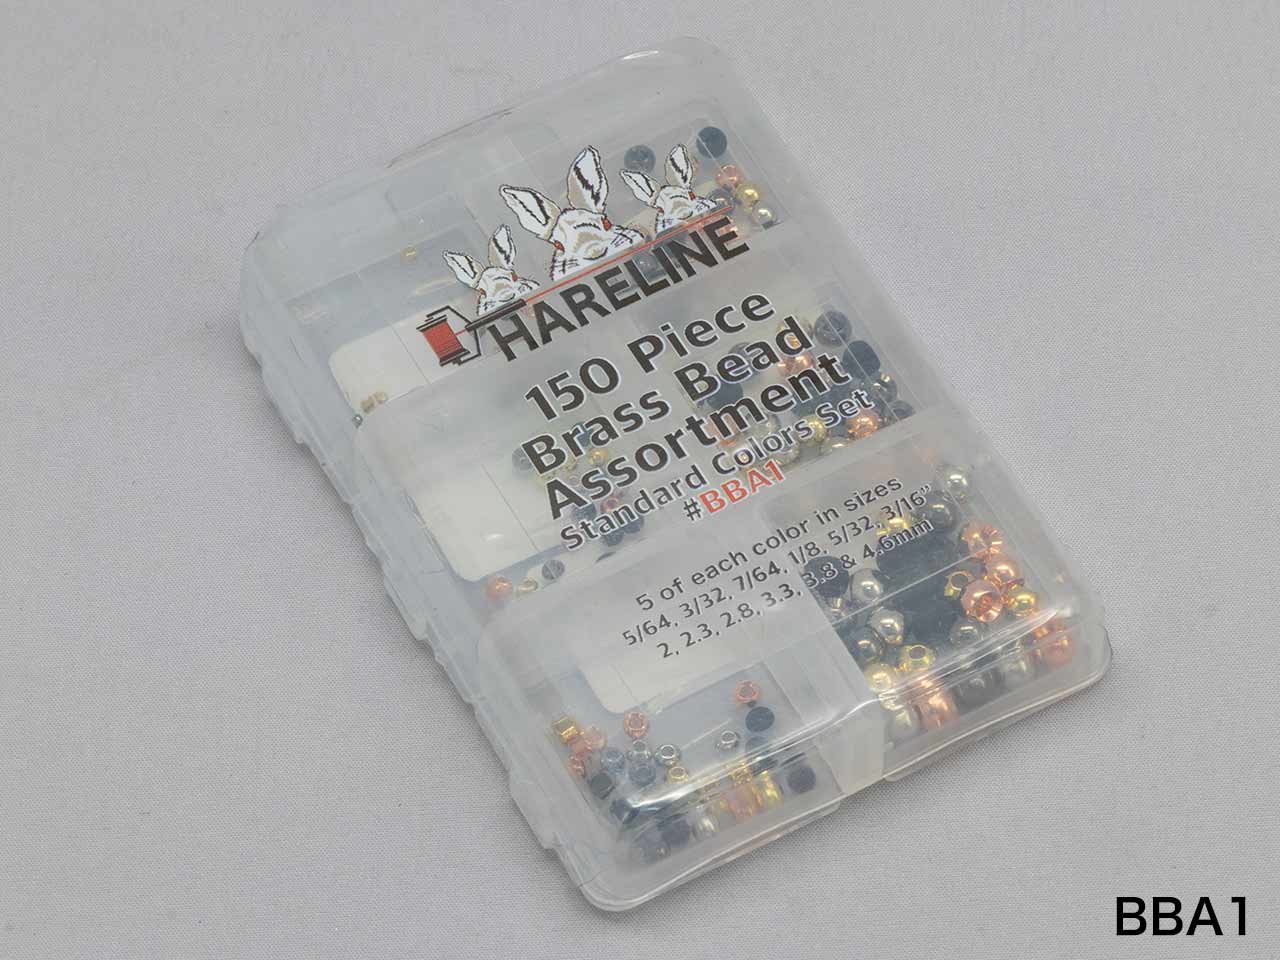 HARELINE
150 Piece
Brass Bead
Assortment
Standard Colors Set
#BBA1
5 of each color in sizes
5/64, 3/32, 7/64, 1/8, 5/32, 3/16"
2, 2.3, 2.8, 3.3, 3.8 & 4.6mm
BBA1